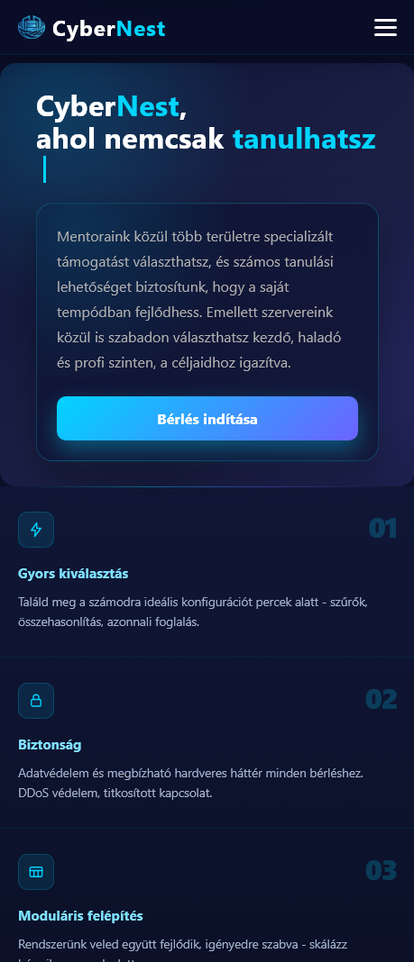 CyberNest
CyberNest,
ahol nemcsak tanulhatsz
Mentoraink közül több területre specializált
támogatást választhatsz, és számos tanulási
lehetőséget biztosítunk, hogy a saját
tempódban fejlődhess. Emellett szervereink
közül is szabadon választhatsz kezdő, haladó
és profi szinten, a céljaidhoz igazítva.
Bérlés indítása
01
Gyors kiválasztás
Találd meg a számodra ideális konfigurációt percek alatt - szűrők,
összehasonlítás, azonnali foglalás.
02
Biztonság
Adatvédelem és megbízható hardveres háttér minden bérléshez.
DDoS védelem, titkosított kapcsolat.
03
Moduláris felépítés
Rendszerünk veled együtt fejlődik, igényedre szabva - skálázz